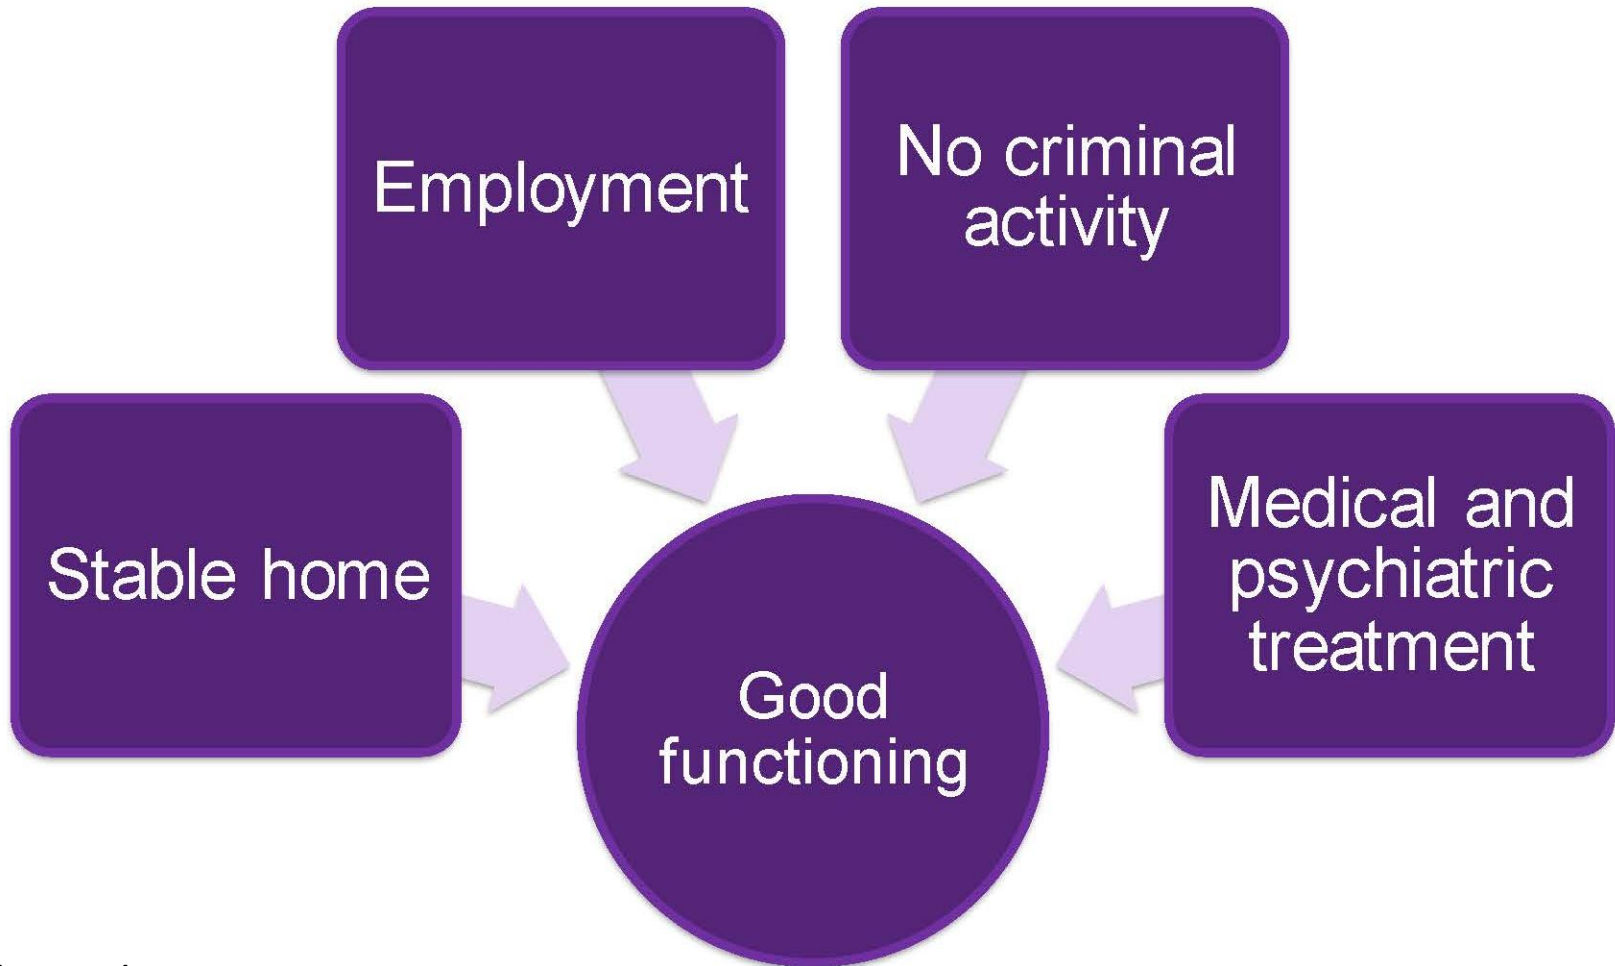 Employment
No criminal
activity
Stable home
Medical and
psychiatric
treatment
Good
functioning